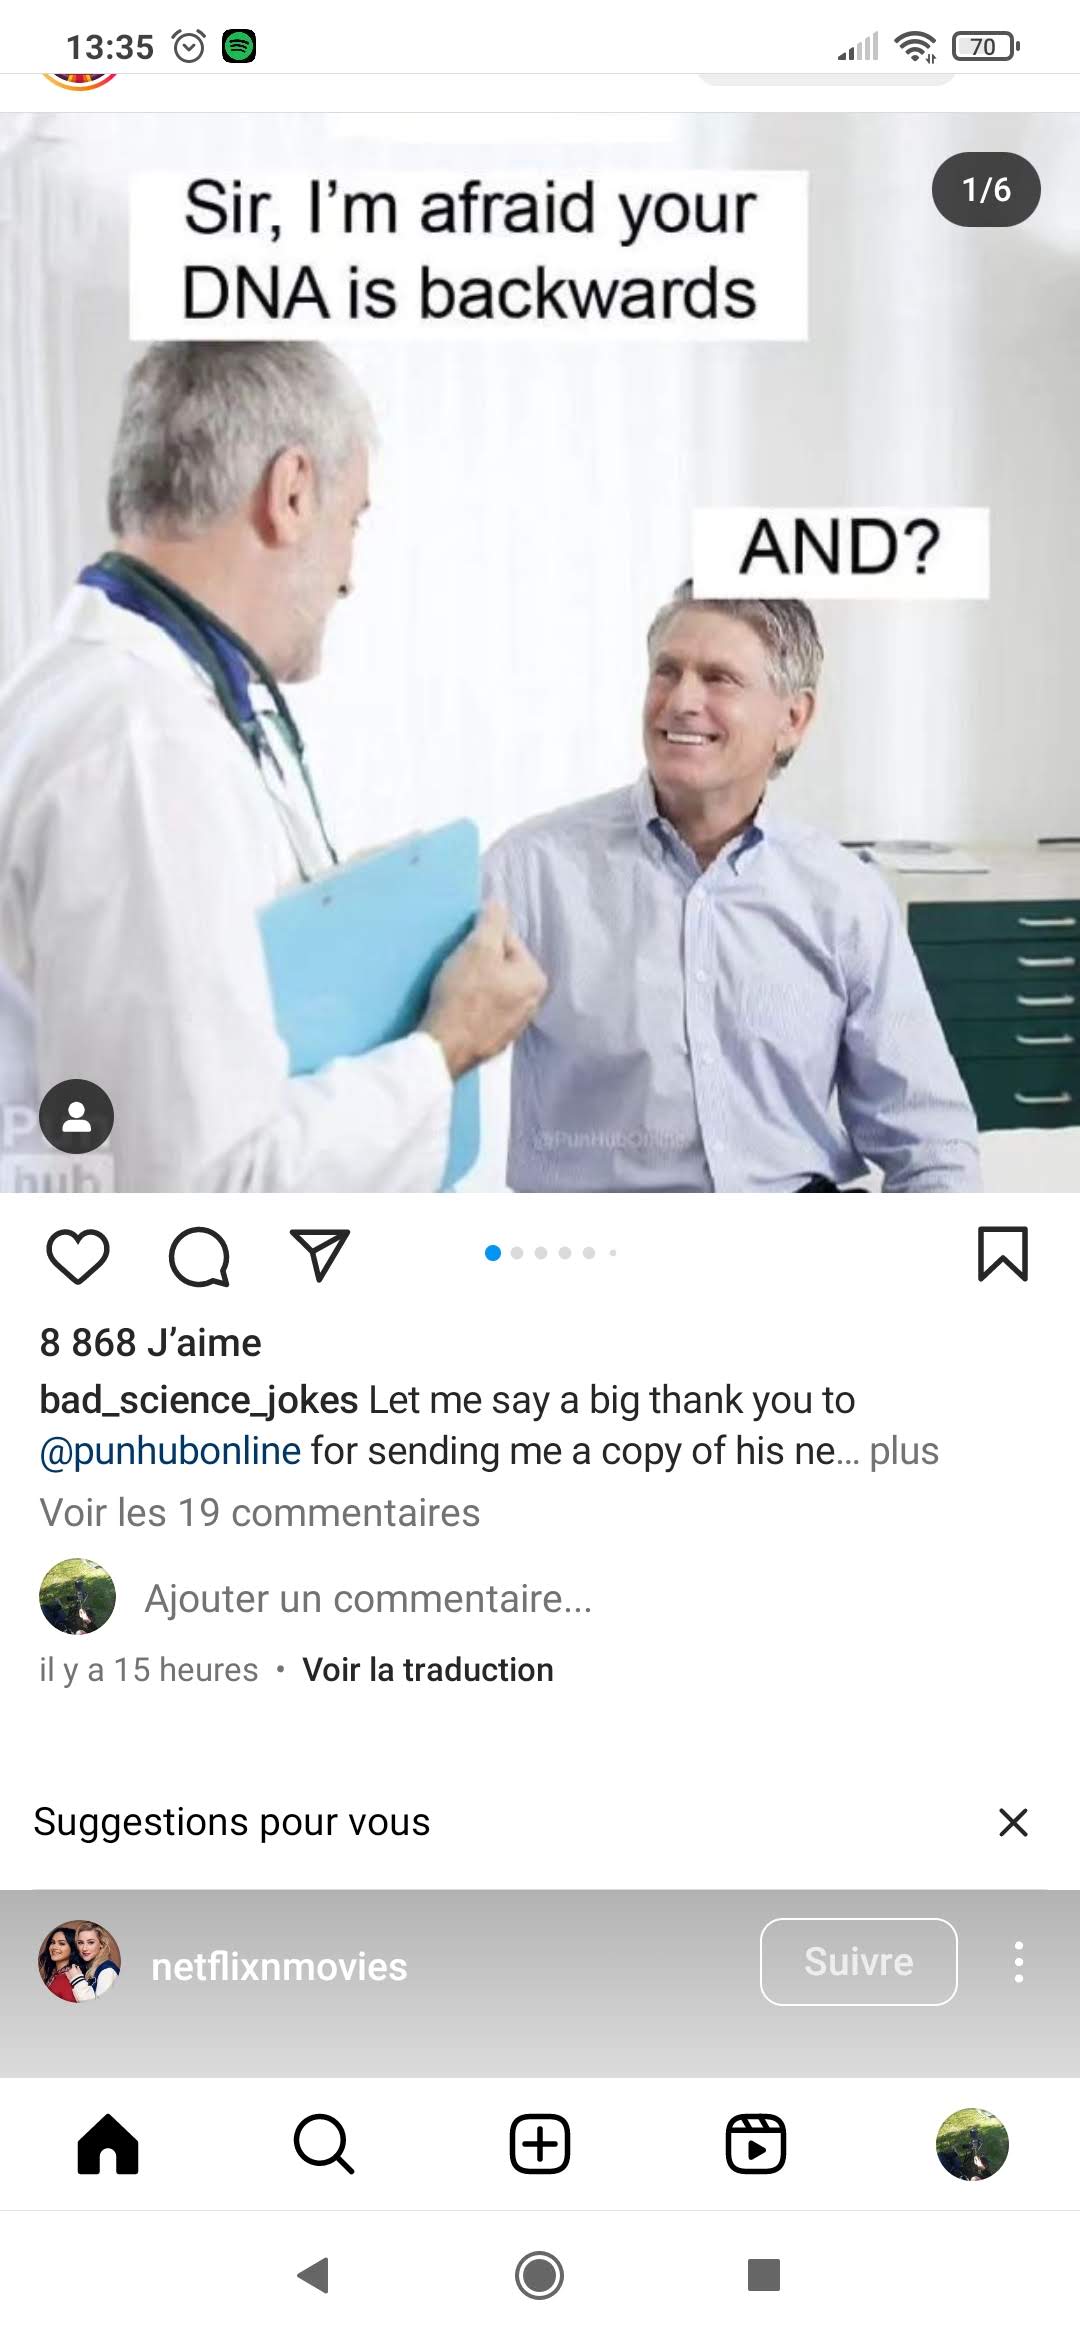 13:35
70
1/6
Sir, I’m afraid your
DNA is backwards
AND?
@PunHubOnline
hub
8 868 J’aime
bad_science_jokes Let me say a big thank you to
@punhubonline for sending me a copy of his ne... plus
Voir les 19 commentaires
Ajouter un commentaire...
il y a 15 heures • Voir la traduction
Suggestions pour vous
netflixnmovies
Suivre